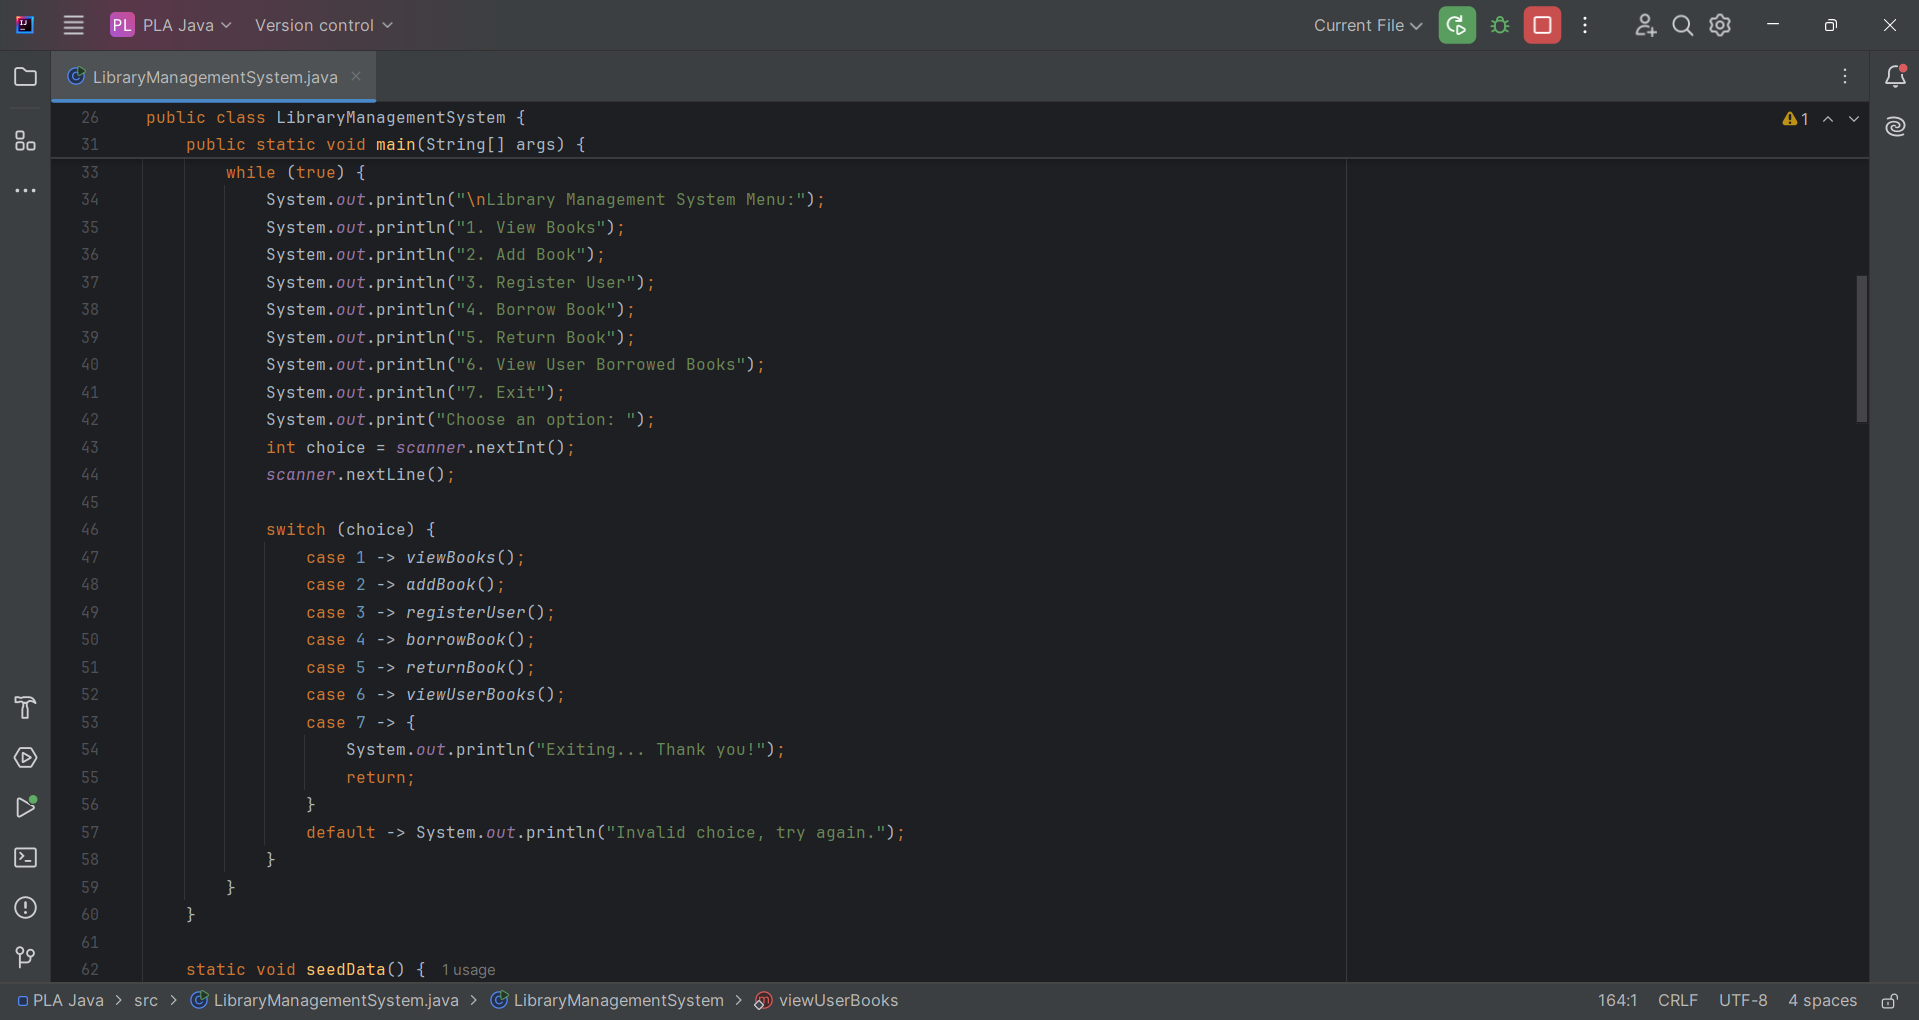 PL PLA Java Version control Current File
LibraryManagementSystem.java
26 public class LibraryManagementSystem { 1
31 public static void main(String[] args) {
33 while (true) {
34 System.out.println("\nLibrary Management System Menu:");
35 System.out.println("1. View Books");
36 System.out.println("2. Add Book");
37 System.out.println("3. Register User");
38 System.out.println("4. Borrow Book");
39 System.out.println("5. Return Book");
40 System.out.println("6. View User Borrowed Books");
41 System.out.println("7. Exit");
42 System.out.print("Choose an option: ");
43 int choice = scanner.nextInt();
44 scanner.nextLine();
45
46 switch (choice) {
47 case 1 -> viewBooks();
48 case 2 -> addBook();
49 case 3 -> registerUser();
50 case 4 -> borrowBook();
51 case 5 -> returnBook();
52 case 6 -> viewUserBooks();
53 case 7 -> {
54 System.out.println("Exiting... Thank you!");
55 return;
56 }
57 default -> System.out.println("Invalid choice, try again.");
58 }
59 }
60 }
61
62 static void seedData() { 1 usage
PLA Java > src > LibraryManagementSystem.java > LibraryManagementSystem > viewUserBooks 164:1 CRLF UTF-8 4 spaces